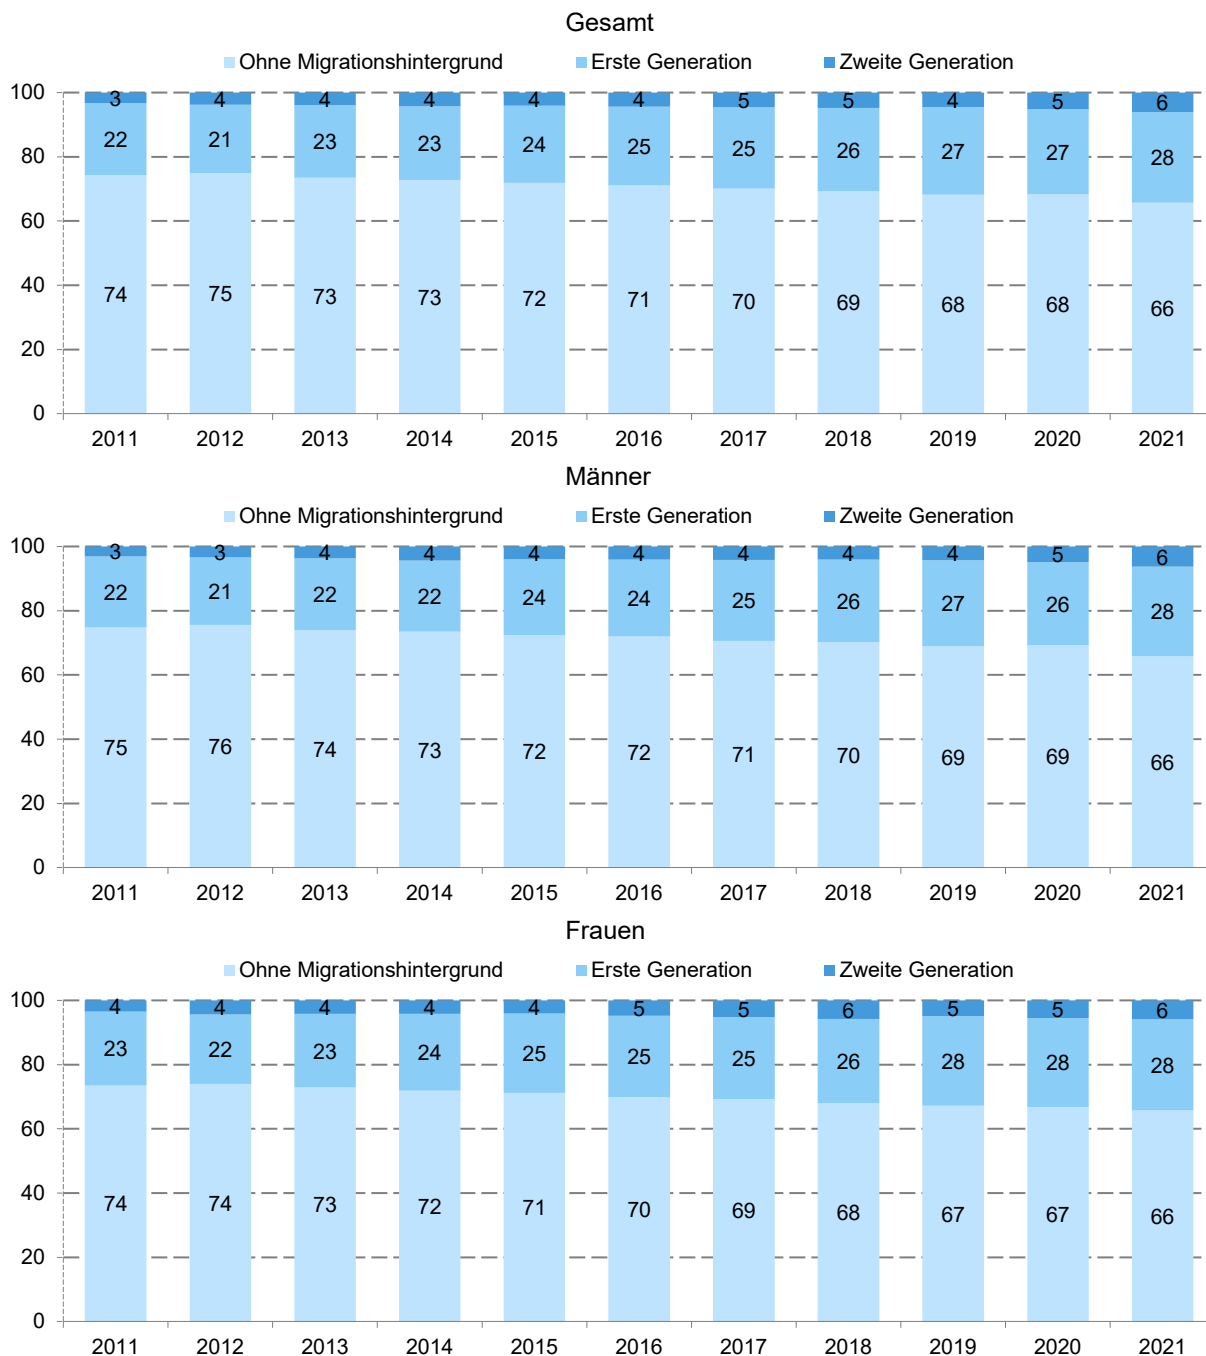 Gesamt
Ohne Migrationshintergrund Erste Generation Zweite Generation
100 3 4 4 4 4 4 5 5 4 5 6
80 22 21 23 23 24 25 25 26 27 27 28
60
40 74 75 73 73 72 71 70 69 68 68 66
20
0
2011 2012 2013 2014 2015 2016 2017 2018 2019 2020 2021
Männer
Ohne Migrationshintergrund Erste Generation Zweite Generation
100 3 3 4 4 4 4 4 4 4 5 6
80 22 21 22 22 24 24 25 26 27 26 28
60
40 75 76 74 73 72 72 71 70 69 69 66
20
0
2011 2012 2013 2014 2015 2016 2017 2018 2019 2020 2021
Frauen
Ohne Migrationshintergrund Erste Generation Zweite Generation
100 4 4 4 4 4 5 5 6 5 5 6
80 23 22 23 24 25 25 25 26 28 28 28
60
40 74 74 73 72 71 70 69 68 67 67 66
20
0
2011 2012 2013 2014 2015 2016 2017 2018 2019 2020 2021